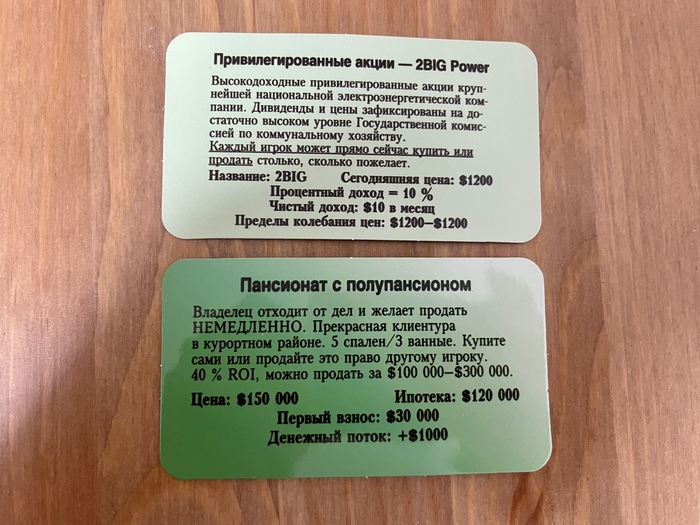 Привилегированные акции — 2BIG Power
Высокодоходные привилегированные акции круп-
нейшей национальной электроэнергетической ком-
пании. Дивиденды и цены зафиксированы на до-
статочно высоком уровне Государственной комис-
сией по коммунальному хозяйству.
Каждый игрок может прямо сейчас купить или
продать столько, сколько пожелает.
Название: 2BIG Сегодняшняя цена: $1200
Процентный доход = 10 %
Чистый доход: $10 в месяц
Пределы колебания цен: $1200–$1200
Пансионат с полупансионом
Владелец отходит от дел и желает продать
НЕМЕДЛЕННО. Прекрасная клиентура
в курортном районе. 5 спален/3 ванные. Купите
сами или продайте это право другому игроку.
40 % ROI, можно продать за $100 000–$300 000.
Цена: $150 000 Ипотека: $120 000
Первый взнос: $30 000
Денежный поток: +$1000